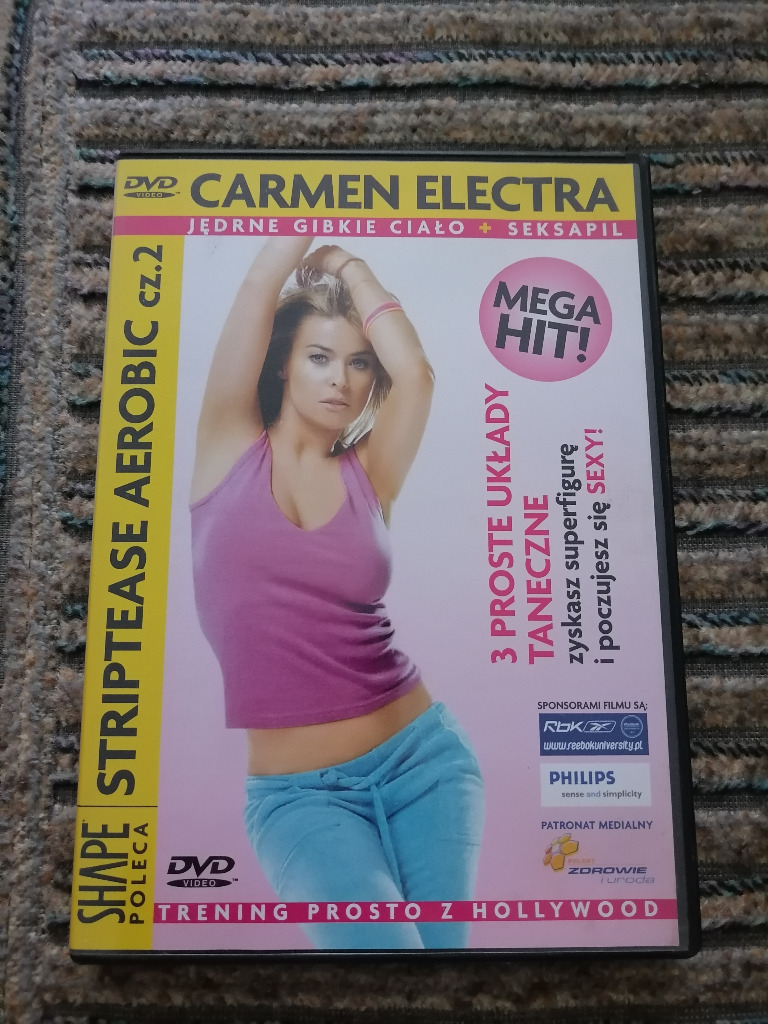 DVD
VIDEO
CARMEN ELECTRA
JĘDRNE GIBKIE CIAŁO + SEKSAPIL
STRIPTEASE AEROBIC cz.2
MEGA
HIT!
3 PROSTE UKŁADY
TANECZNE
zyskasz superfigurę
i poczujesz się SEXY!
SPONSORAMI FILMU SĄ:
Rbk
www.reebokuniversity.pl
PHILIPS
sense and simplicity
PATRONAT MEDIALNY
ZDROWIE
i uroda
SHAPE
POLECA
DVD
VIDEO
TRENING PROSTO Z HOLLYWOOD